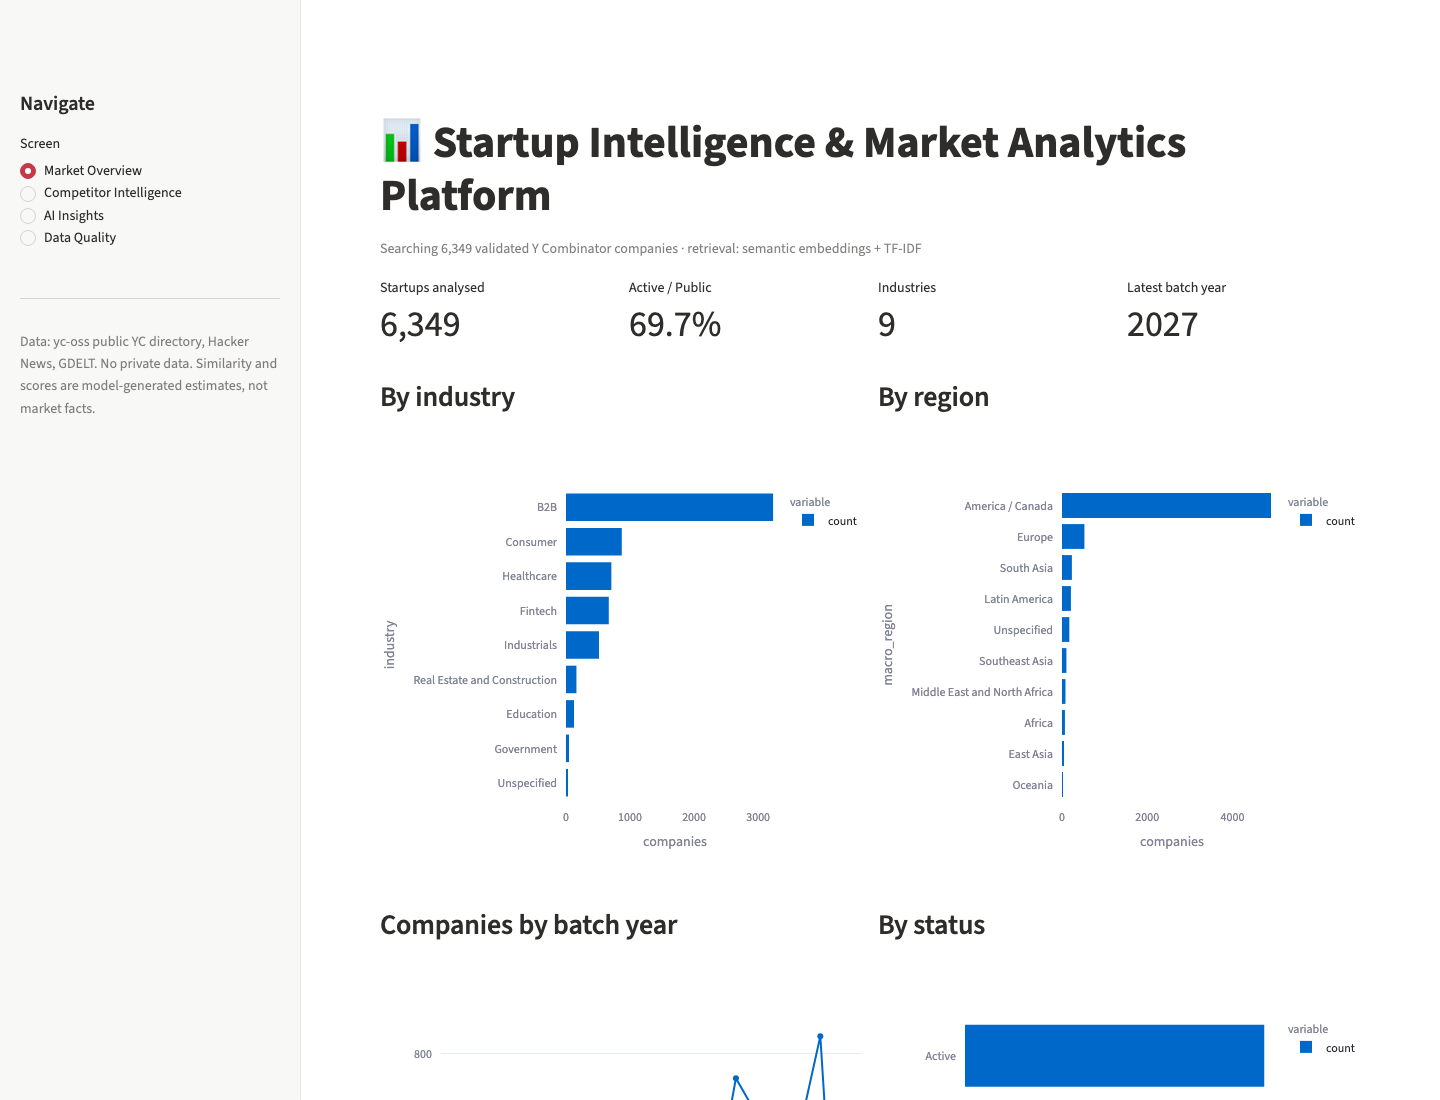 Navigate
Screen
Market Overview
Competitor Intelligence
AI Insights
Data Quality
Data: yc-oss public YC directory, Hacker
News, GDELT. No private data. Similarity and
scores are model-generated estimates, not
market facts.
Startup Intelligence & Market Analytics
Platform
Searching 6,349 validated Y Combinator companies · retrieval: semantic embeddings + TF-IDF
Startups analysed
6,349
Active / Public
69.7%
Industries
9
Latest batch year
2027
By industry
industry
B2B
Consumer
Healthcare
Fintech
Industrials
Real Estate and Construction
Education
Government
Unspecified
0 1000 2000 3000
companies
variable
count
By region
macro_region
America / Canada
Europe
South Asia
Latin America
Unspecified
Southeast Asia
Middle East and North Africa
Africa
East Asia
Oceania
0 2000 4000
companies
variable
count
Companies by batch year
800
By status
Active
variable
count